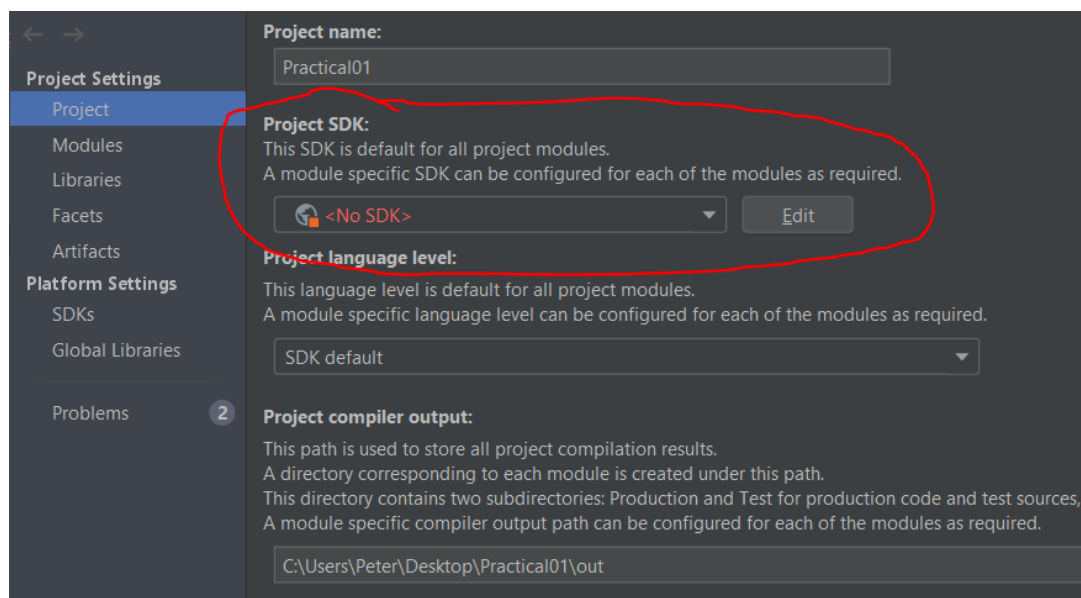 Project Settings
Project
Modules
Libraries
Facets
Artifacts
Platform Settings
SDKs
Global Libraries
Problems 2
Project name:
Practical01
Project SDK:
This SDK is default for all project modules.
A module specific SDK can be configured for each of the modules as required.
<No SDK> Edit
Project language level:
This language level is default for all project modules.
A module specific language level can be configured for each of the modules as required.
SDK default
Project compiler output:
This path is used to store all project compilation results.
A directory corresponding to each module is created under this path.
This directory contains two subdirectories: Production and Test for production code and test sources,
A module specific compiler output path can be configured for each of the modules as required.
C:\Users\Peter\Desktop\Practical01\out